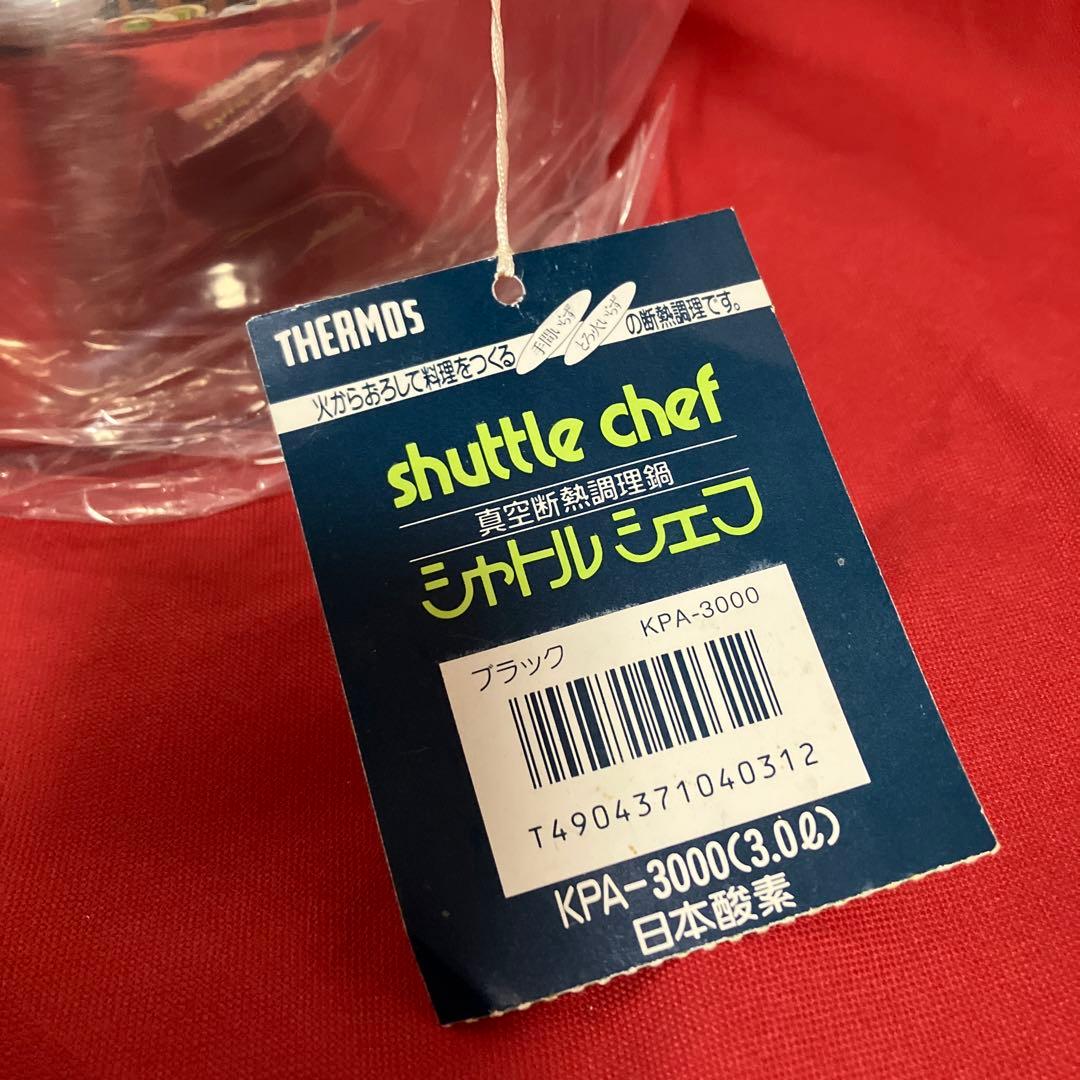 THERMOS
火からおろして料理をつくる 手間いらず とろ火いらず の断熱調理です。
shuttle chef
真空断熱調理鍋
シャトルシェフ
ブラック KPA-3000
T4904371040312
KPA-3000(3.0ℓ)
日本酸素